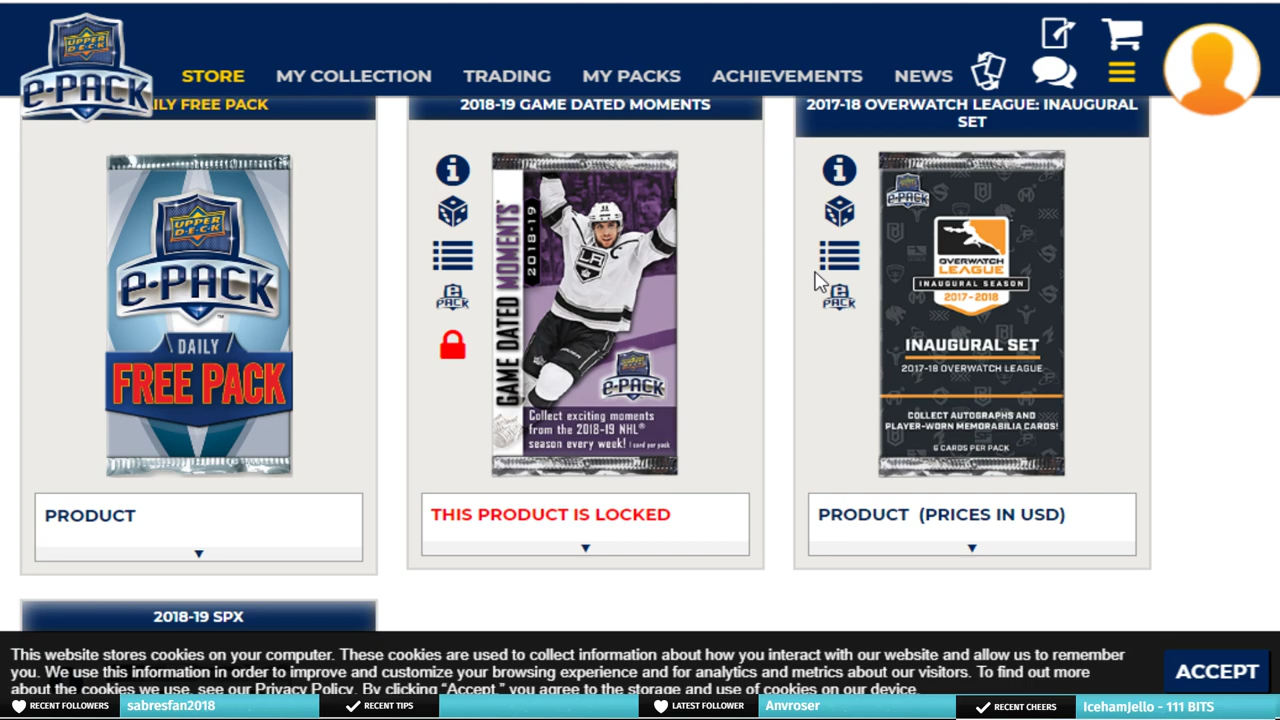 UPPER DECK
e-PACK
STORE
MY COLLECTION
TRADING
MY PACKS
ACHIEVEMENTS
NEWS
ILY FREE PACK
UPPER DECK
e-PACK
DAILY
FREE PACK
PRODUCT
2018-19 GAME DATED MOMENTS
e PACK
GAME DATED MOMENTS
2018-19
LA
e-PACK
Collect exciting moments
from the 2018-19 NHL®
season every week! 1 card per pack
THIS PRODUCT IS LOCKED
2017-18 OVERWATCH LEAGUE: INAUGURAL
SET
e PACK
e-PACK
OVERWATCH
LEAGUE
INAUGURAL SEASON
2017-2018
INAUGURAL SET
2017-18 OVERWATCH LEAGUE
COLLECT AUTOGRAPHS AND
PLAYER-WORN MEMORABILIA CARDS!
6 CARDS PER PACK
PRODUCT (PRICES IN USD)
2018-19 SPX
This website stores cookies on your computer. These cookies are used to collect information about how you interact with our website and allow us to remember
you. We use this information in order to improve and customize your browsing experience and for analytics and metrics about our visitors. To find out more
about the cookies we use, see our Privacy Policy. By clicking "Accept," you agree to the storage and use of cookies on our device.
ACCEPT
RECENT FOLLOWERS
sabresfan2018
RECENT TIPS
LATEST FOLLOWER
Anvroser
RECENT CHEERS
IcehamJello - 111 BITS